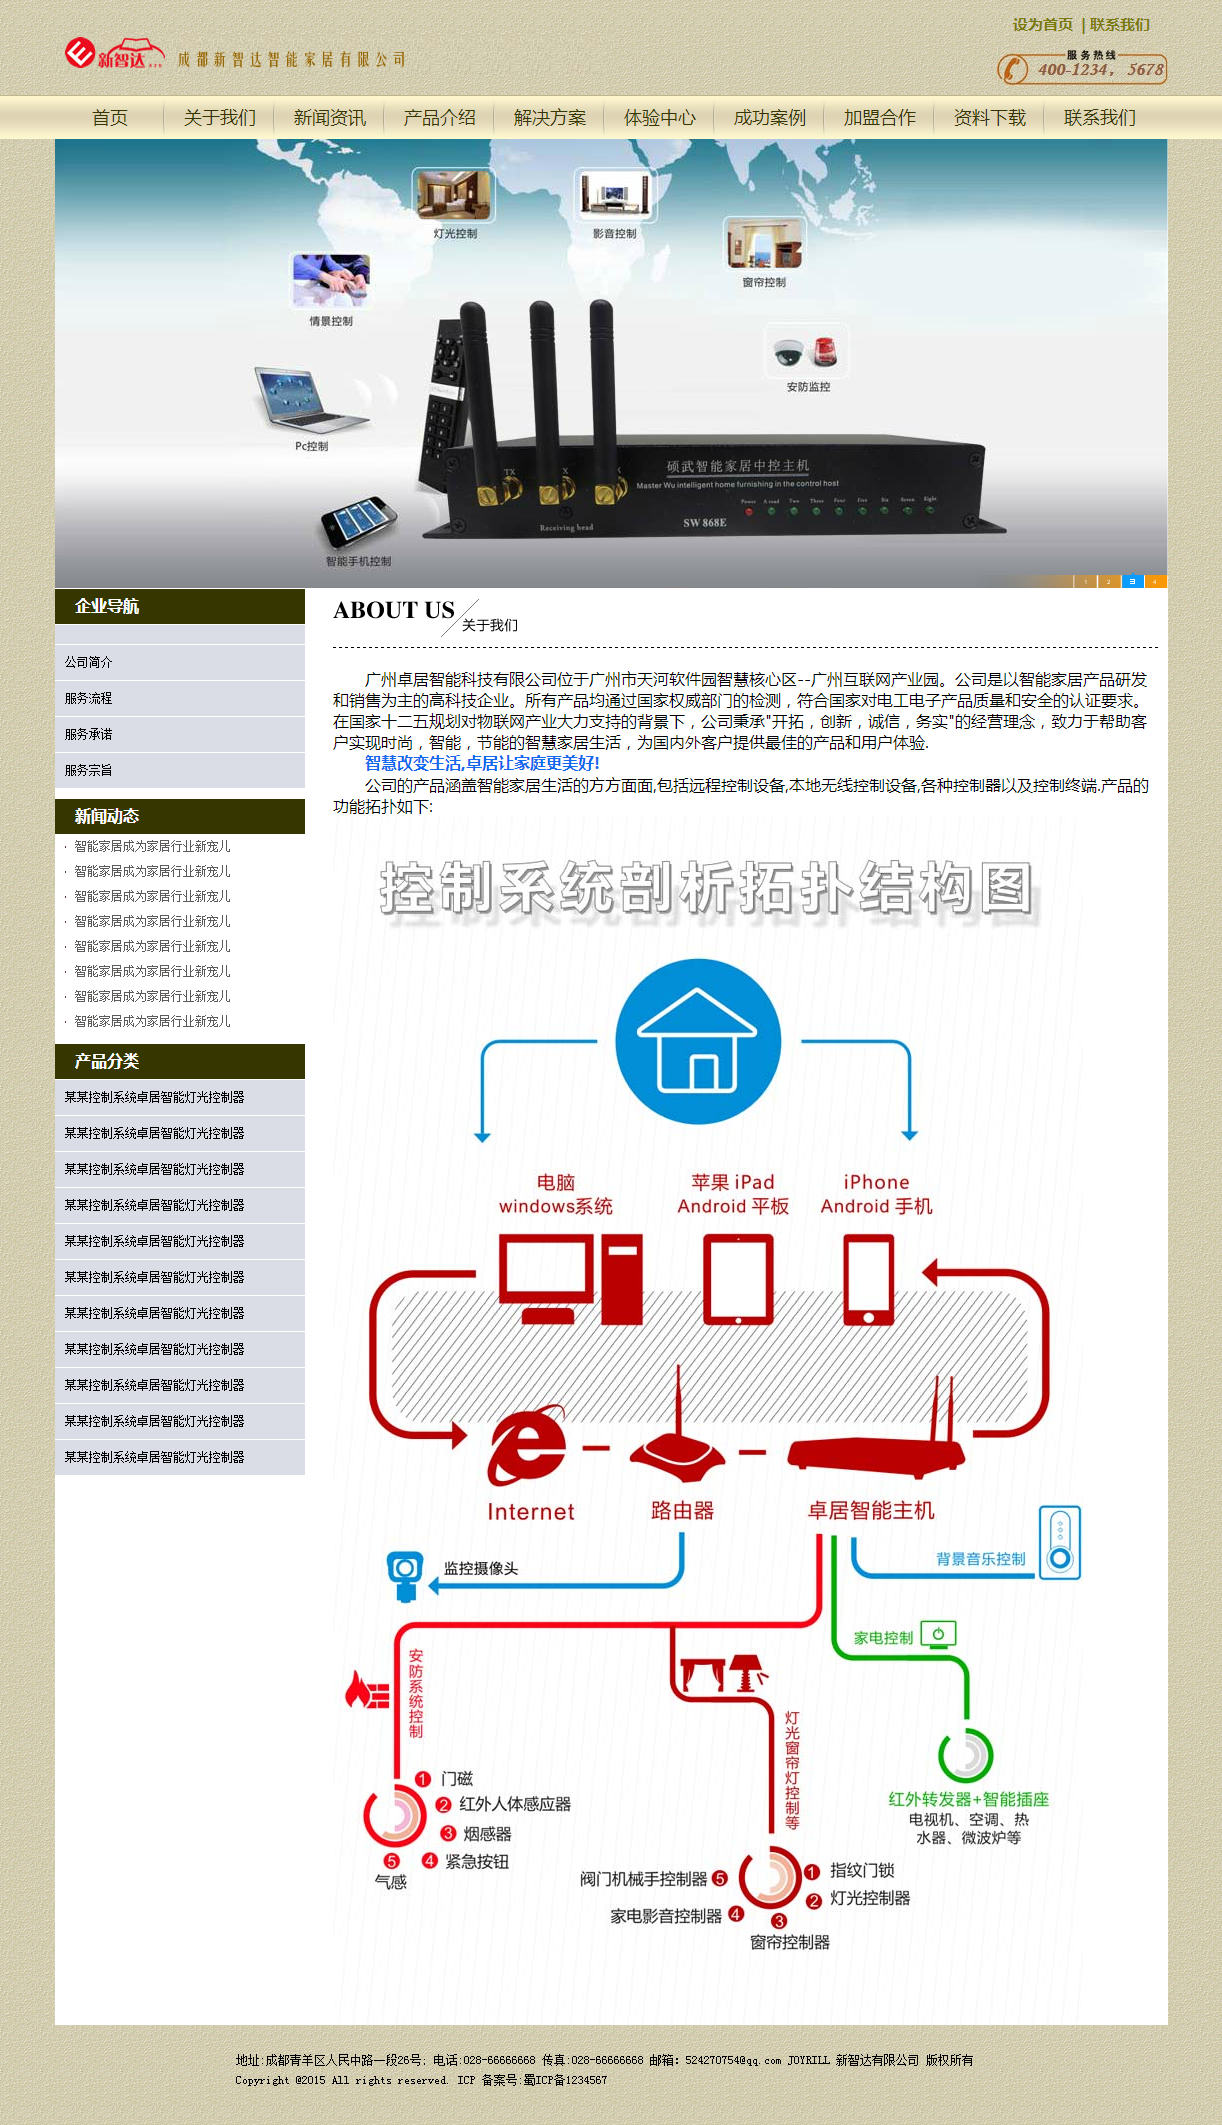 设为首页 | 联系我们
新智达
成都新智达智能家居有限公司
服务热线
400-1234, 5678
首页 关于我们 新闻资讯 产品介绍 解决方案 体验中心 成功案例 加盟合作 资料下载 联系我们
灯光控制
影音控制
窗帘控制
情景控制
安防监控
Pc控制
智能手机控制
硕武智能家居中控主机
Master Wu intelligent home furnishing in the control host
TX
Power A road Two Three Four Five Six Seven Eight
SW 868E
Receiving head
1 2 3 4
企业导航
公司简介
服务流程
服务承诺
服务宗旨
新闻动态
· 智能家居成为家居行业新宠儿
· 智能家居成为家居行业新宠儿
· 智能家居成为家居行业新宠儿
· 智能家居成为家居行业新宠儿
· 智能家居成为家居行业新宠儿
· 智能家居成为家居行业新宠儿
· 智能家居成为家居行业新宠儿
· 智能家居成为家居行业新宠儿
产品分类
某某控制系统卓居智能灯光控制器
某某控制系统卓居智能灯光控制器
某某控制系统卓居智能灯光控制器
某某控制系统卓居智能灯光控制器
某某控制系统卓居智能灯光控制器
某某控制系统卓居智能灯光控制器
某某控制系统卓居智能灯光控制器
某某控制系统卓居智能灯光控制器
某某控制系统卓居智能灯光控制器
某某控制系统卓居智能灯光控制器
某某控制系统卓居智能灯光控制器
ABOUT US 关于我们
广州卓居智能科技有限公司位于广州市天河软件园智慧核心区--广州互联网产业园。公司是以智能家居产品研发
和销售为主的高科技企业。所有产品均通过国家权威部门的检测，符合国家对电工电子产品质量和安全的认证要求。
在国家十二五规划对物联网产业大力支持的背景下，公司秉承"开拓，创新，诚信，务实"的经营理念，致力于帮助客
户实现时尚，智能，节能的智慧家居生活，为国内外客户提供最佳的产品和用户体验.
智慧改变生活,卓居让家庭更美好!
公司的产品涵盖智能家居生活的方方面面,包括远程控制设备,本地无线控制设备,各种控制器以及控制终端.产品的
功能拓扑如下:
控制系统剖析拓扑结构图
电脑
windows系统
苹果 iPad
Android 平板
iPhone
Android 手机
Internet
路由器
卓居智能主机
监控摄像头
背景音乐控制
家电控制
安防系统控制
灯光窗帘灯控制等
1 门磁
2 红外人体感应器
3 烟感器
4 紧急按钮
5 气感
红外转发器+智能插座
电视机、空调、热
水器、微波炉等
1 指纹门锁
2 灯光控制器
3 窗帘控制器
家电影音控制器 4
阀门机械手控制器 5
地址:成都青羊区人民中路一段26号; 电话:028-66666668 传真:028-66666668 邮箱: 524270754@qq.com JOYRILL 新智达有限公司 版权所有
Copyright @2015 All rights reserved. ICP 备案号:蜀ICP备1234567